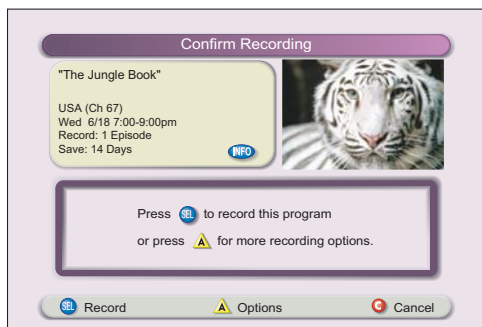 Confirm Recording
"The Jungle Book"
USA (Ch 67)
Wed 6/18 7:00-9:00pm
Record: 1 Episode
Save: 14 Days
INFO
Press SEL to record this program
or press A for more recording options.
SEL Record A Options C Cancel